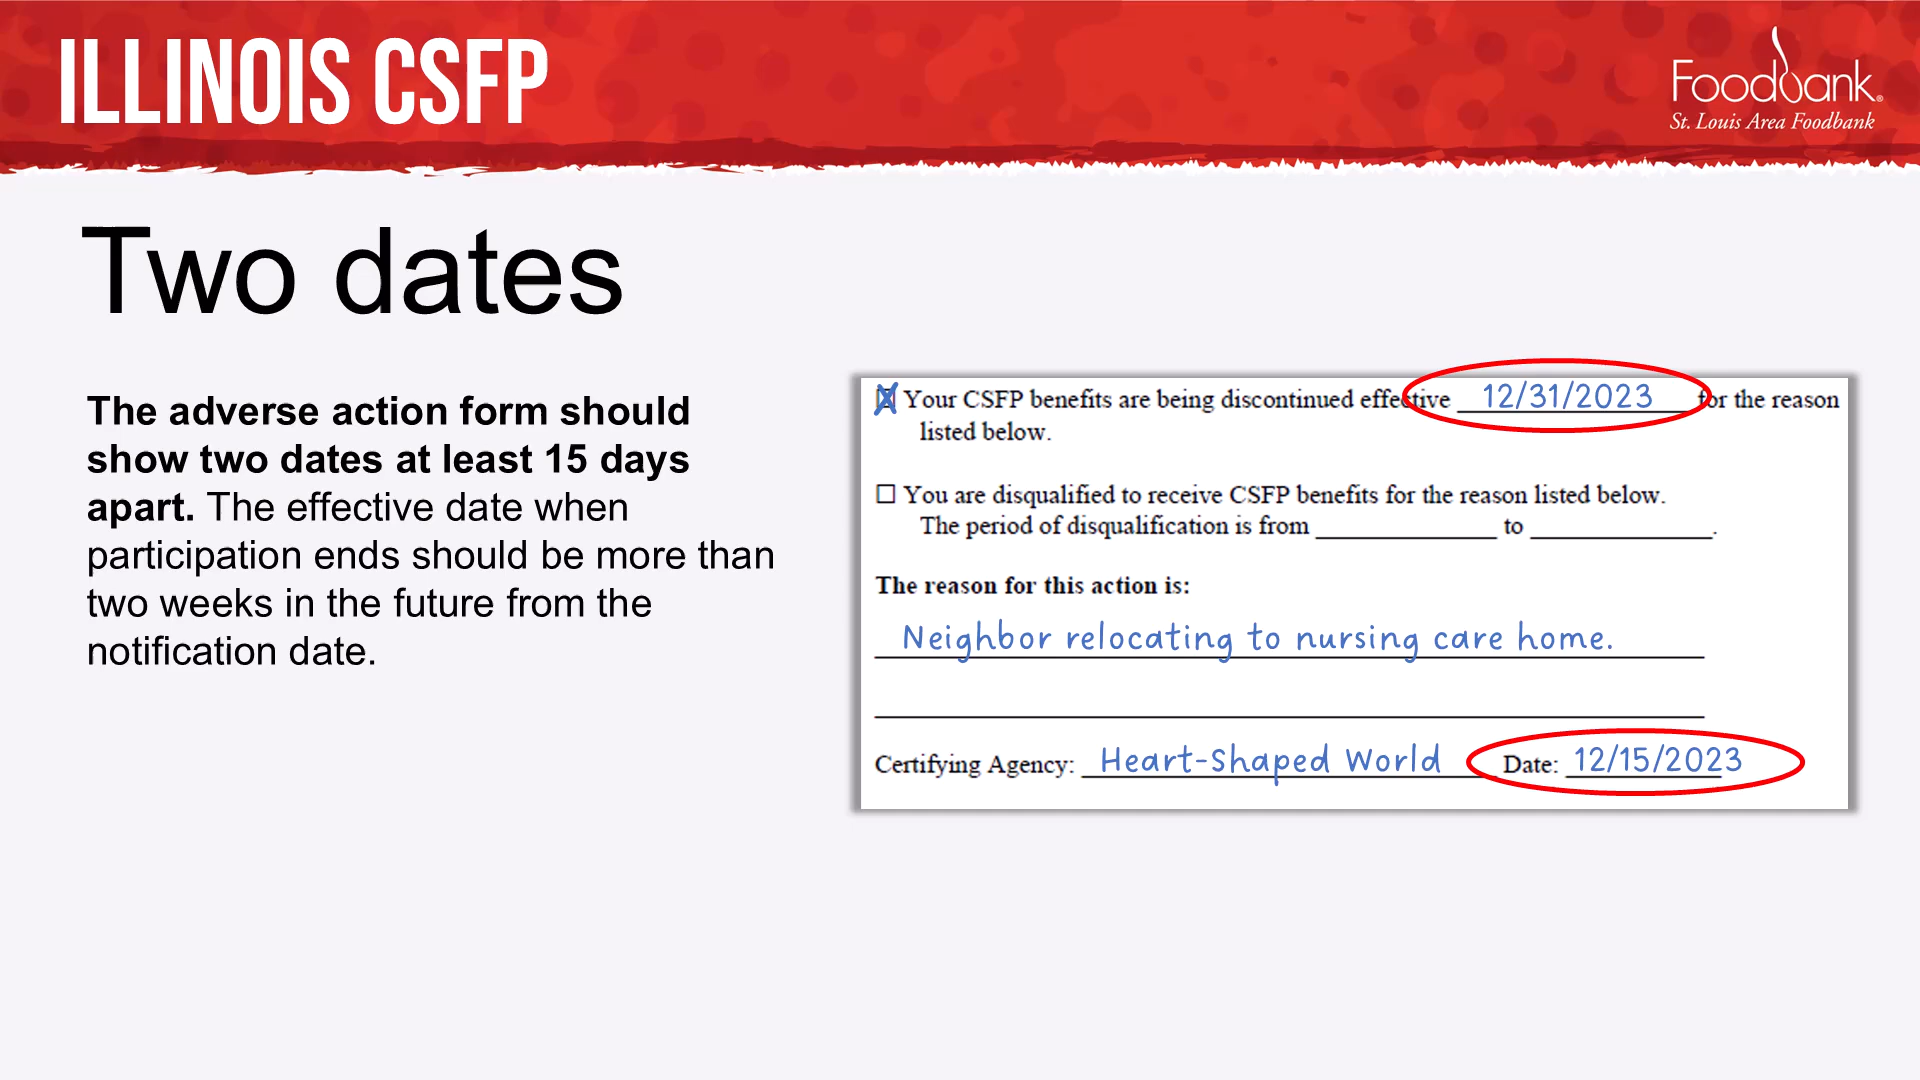 ILLINOIS CSFP
Foodbank®
St. Louis Area Foodbank
Two dates
The adverse action form should
show two dates at least 15 days
apart. The effective date when
participation ends should be more than
two weeks in the future from the
notification date.
☒ Your CSFP benefits are being discontinued effective 12/31/2023 for the reason
listed below.
☐ You are disqualified to receive CSFP benefits for the reason listed below.
The period of disqualification is from ______________ to ______________.
The reason for this action is:
Neighbor relocating to nursing care home.
Certifying Agency: Heart-Shaped World Date: 12/15/2023